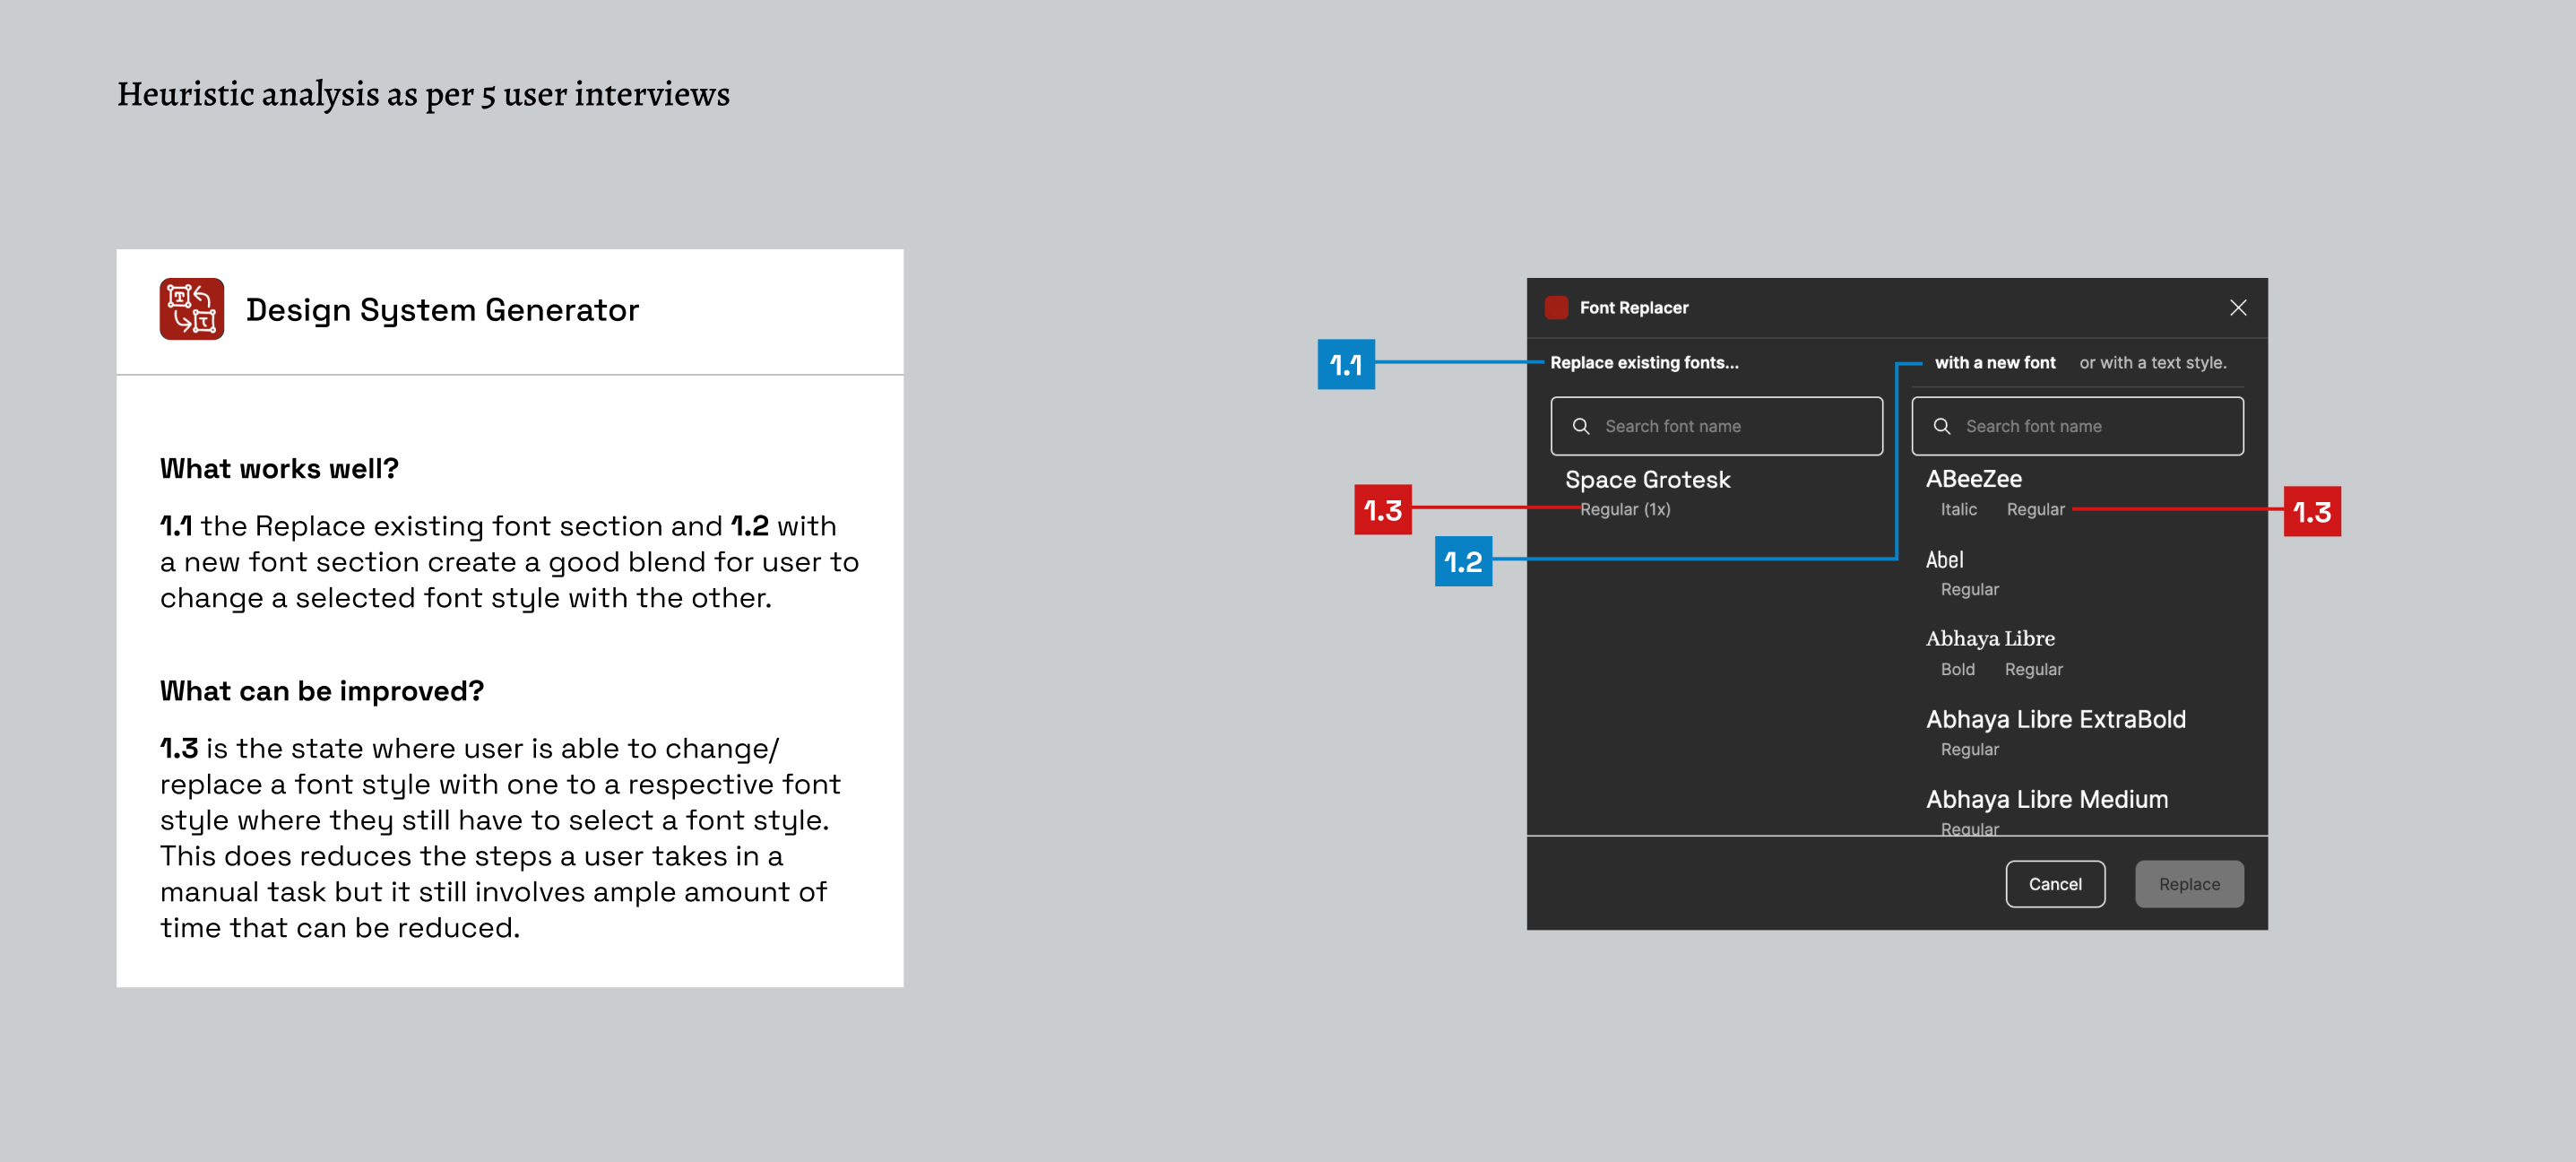 Heuristic analysis as per 5 user interviews
Design System Generator
What works well?
1.1 the Replace existing font section and 1.2 with
a new font section create a good blend for user to
change a selected font style with the other.
What can be improved?
1.3 is the state where user is able to change/
replace a font style with one to a respective font
style where they still have to select a font style.
This does reduces the steps a user takes in a
manual task but it still involves ample amount of
time that can be reduced.
Font Replacer
1.1
Replace existing fonts...
with a new font
or with a text style.
Search font name
Search font name
Space Grotesk
Regular (1x)
1.3
1.2
ABeeZee
Italic Regular
1.3
Abel
Regular
Abhaya Libre
Bold Regular
Abhaya Libre ExtraBold
Regular
Abhaya Libre Medium
Regular
Cancel
Replace